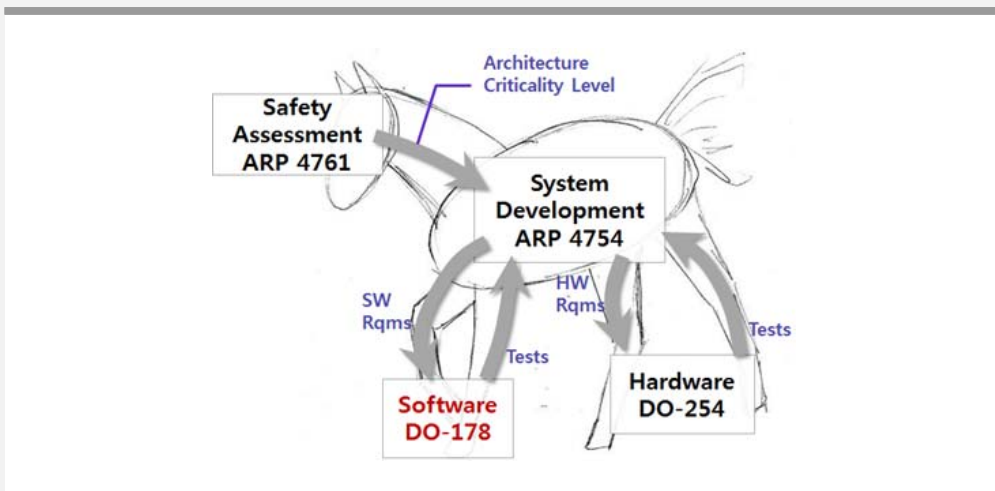 Architecture
Criticality Level
Safety
Assessment
ARP 4761
System
Development
ARP 4754
SW
Rqms
HW
Rqms
Tests
Tests
Software
DO-178
Hardware
DO-254